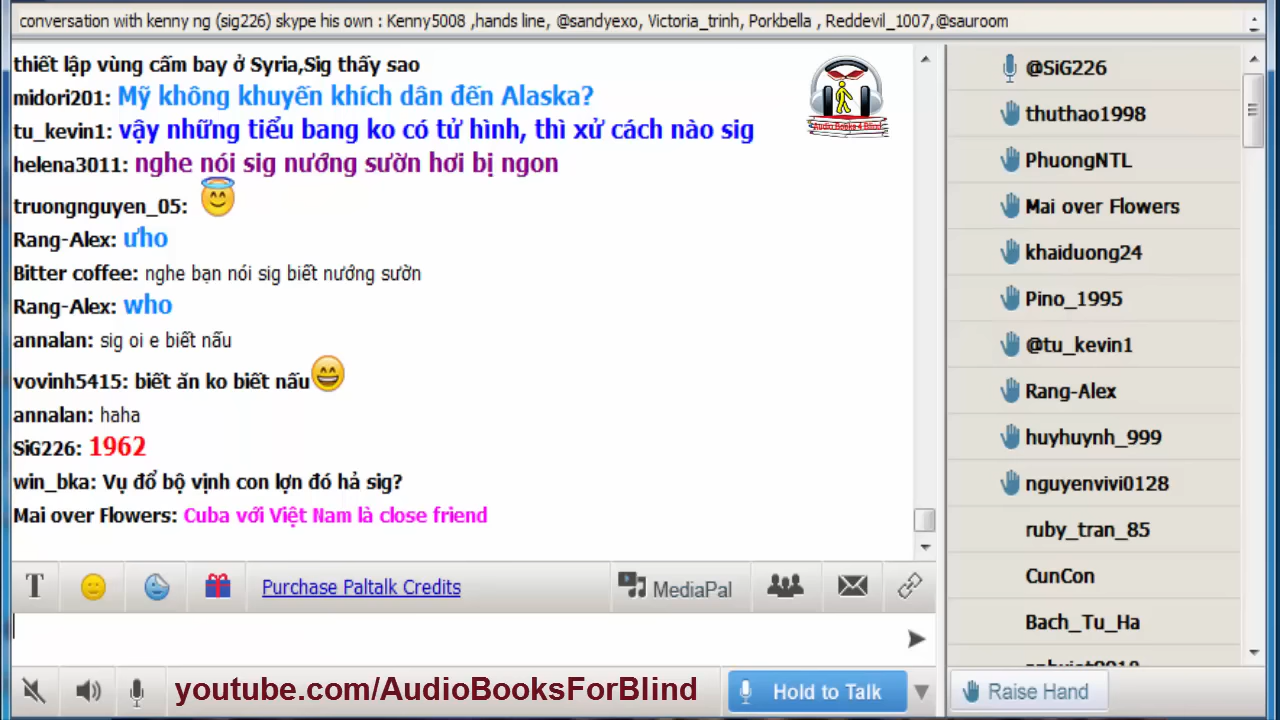 conversation with kenny ng (sig226) skype his own : Kenny5008 ,hands line, @sandyexo, Victoria_trinh, Porkbella , Reddevil_1007,@sauroom
thiết lập vùng cấm bay ở Syria,Sig thấy sao
midori201: Mỹ không khuyến khích dân đến Alaska?
tu_kevin1: vậy những tiểu bang ko có tử hình, thì xử cách nào sig
helena3011: nghe nói sig nướng sườn hơi bị ngon
truongnguyen_05:
Rang-Alex: ưho
Bitter coffee: nghe bạn nói sig biết nướng sườn
Rang-Alex: who
annalan: sig oi e biết nấu
vovinh5415: biết ăn ko biết nấu
annalan: haha
SiG226: 1962
win_bka: Vụ đổ bộ vịnh con lợn đó hả sig?
Mai over Flowers: Cuba với Việt Nam là close friend
Audio Books 4 Blind
@SiG226
thuthao1998
PhuongNTL
Mai over Flowers
khaiduong24
Pino_1995
@tu_kevin1
Rang-Alex
huyhuynh_999
nguyenvivi0128
ruby_tran_85
CunCon
Bach_Tu_Ha
T
Purchase Paltalk Credits
MediaPal
youtube.com/AudioBooksForBlind
Hold to Talk
Raise Hand